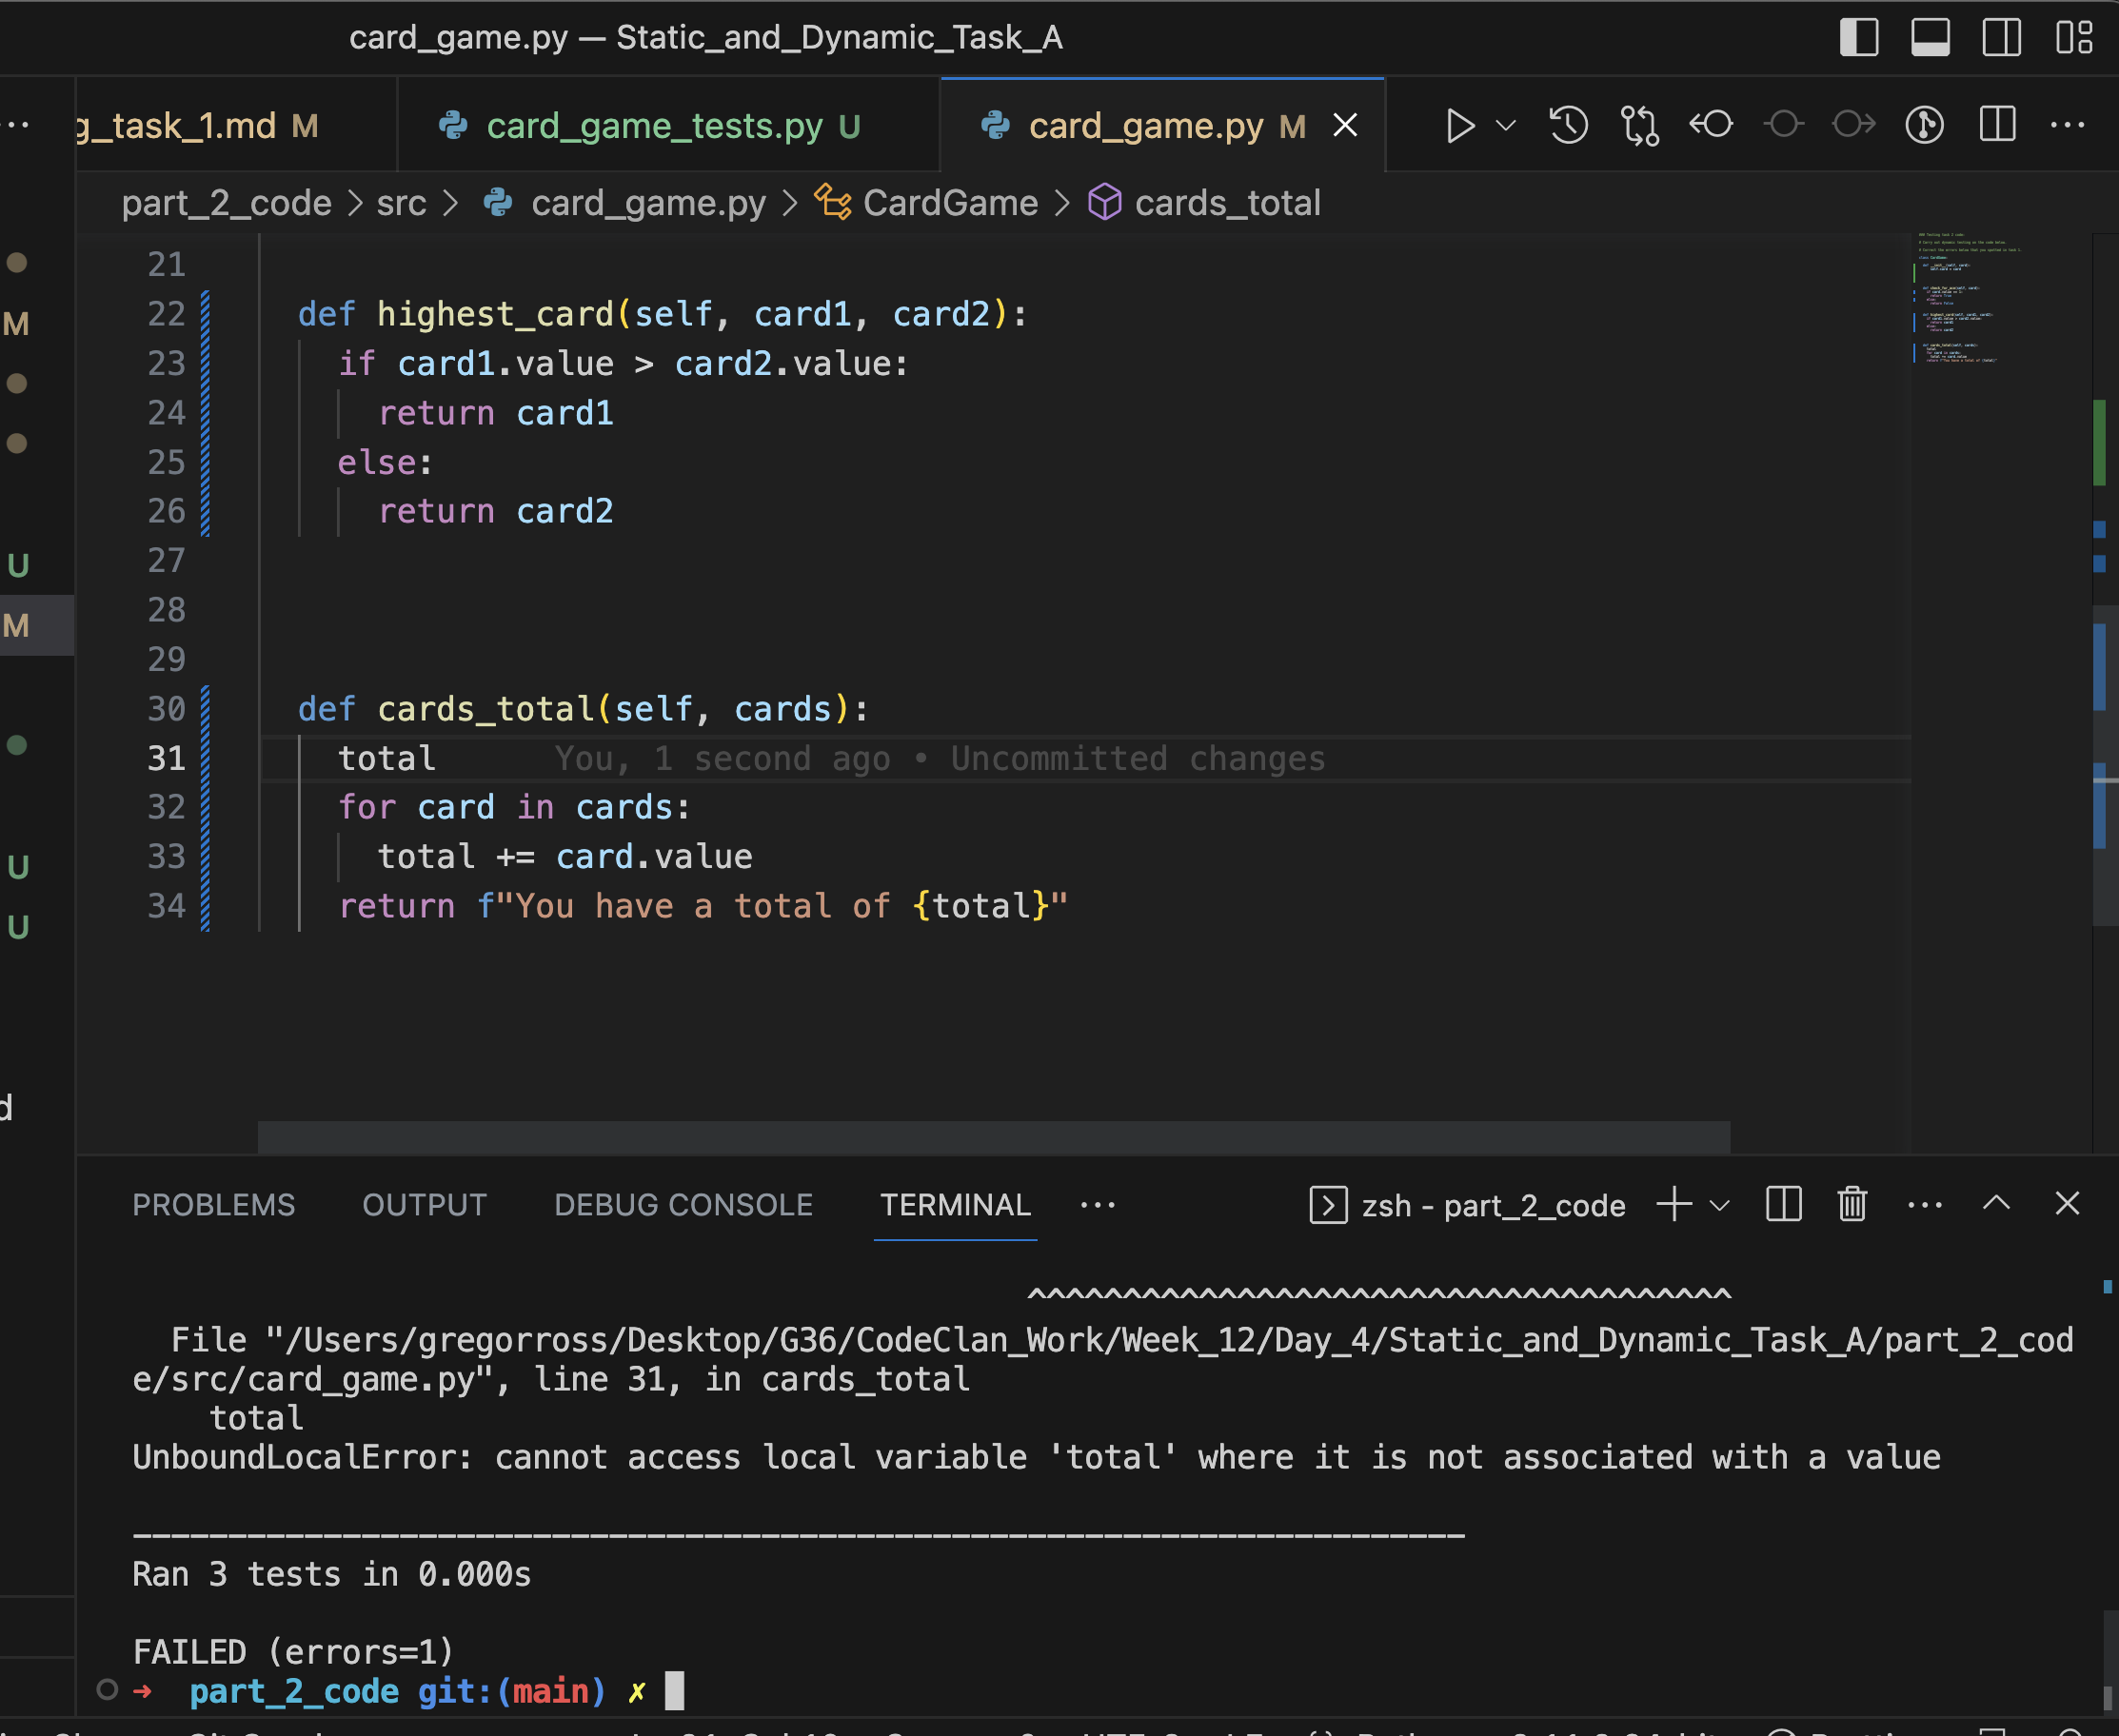 card_game.py — Static_and_Dynamic_Task_A
g_task_1.md M card_game_tests.py U card_game.py M
part_2_code > src > card_game.py > CardGame > cards_total
21
22 def highest_card(self, card1, card2):
23 if card1.value > card2.value:
24 return card1
25 else:
26 return card2
27
28
29
30 def cards_total(self, cards):
31 total You, 1 second ago • Uncommitted changes
32 for card in cards:
33 total += card.value
34 return f"You have a total of {total}"
M
U
M
U
U
d
PROBLEMS OUTPUT DEBUG CONSOLE TERMINAL ··· zsh - part_2_code
^^^^^^^^^^^^^^^^^^^^^^^^^^^^^^^^^^^^^
File "/Users/gregorross/Desktop/G36/CodeClan_Work/Week_12/Day_4/Static_and_Dynamic_Task_A/part_2_cod
e/src/card_game.py", line 31, in cards_total
total
UnboundLocalError: cannot access local variable 'total' where it is not associated with a value
----------------------------------------------------------------------
Ran 3 tests in 0.000s
FAILED (errors=1)
➜ part_2_code git:(main) ✗